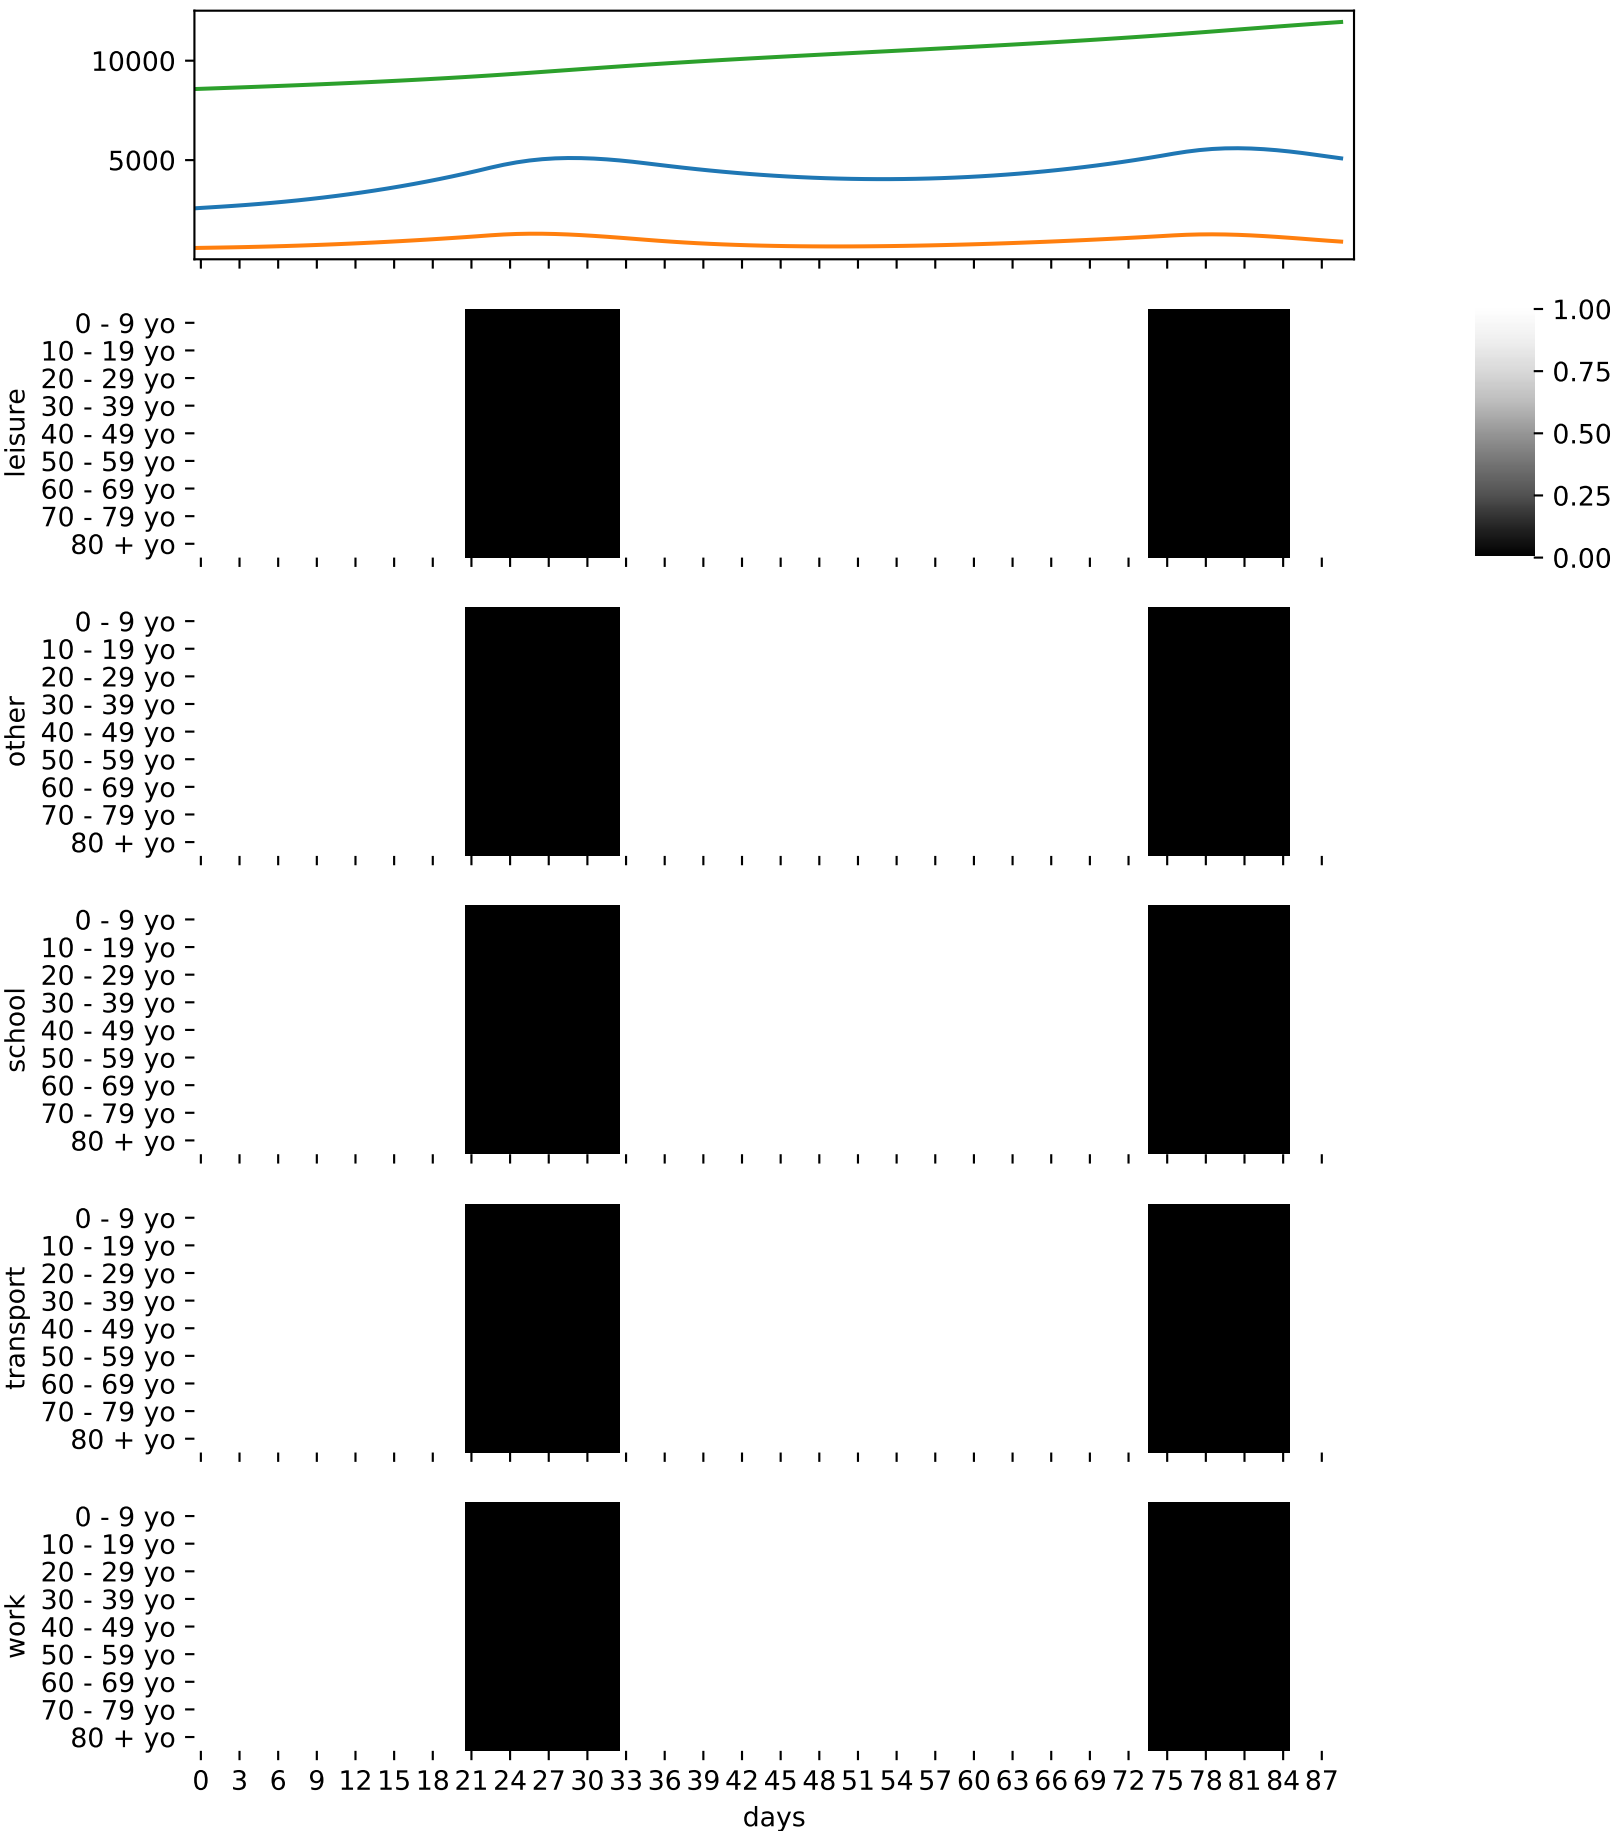 10000
5000
leisure
0 - 9 yo
10 - 19 yo
20 - 29 yo
30 - 39 yo
40 - 49 yo
50 - 59 yo
60 - 69 yo
70 - 79 yo
80 + yo
1.00
0.75
0.50
0.25
0.00
other
0 - 9 yo
10 - 19 yo
20 - 29 yo
30 - 39 yo
40 - 49 yo
50 - 59 yo
60 - 69 yo
70 - 79 yo
80 + yo
school
0 - 9 yo
10 - 19 yo
20 - 29 yo
30 - 39 yo
40 - 49 yo
50 - 59 yo
60 - 69 yo
70 - 79 yo
80 + yo
transport
0 - 9 yo
10 - 19 yo
20 - 29 yo
30 - 39 yo
40 - 49 yo
50 - 59 yo
60 - 69 yo
70 - 79 yo
80 + yo
work
0 - 9 yo
10 - 19 yo
20 - 29 yo
30 - 39 yo
40 - 49 yo
50 - 59 yo
60 - 69 yo
70 - 79 yo
80 + yo
0 3 6 9 12 15 18 21 24 27 30 33 36 39 42 45 48 51 54 57 60 63 66 69 72 75 78 81 84 87
days